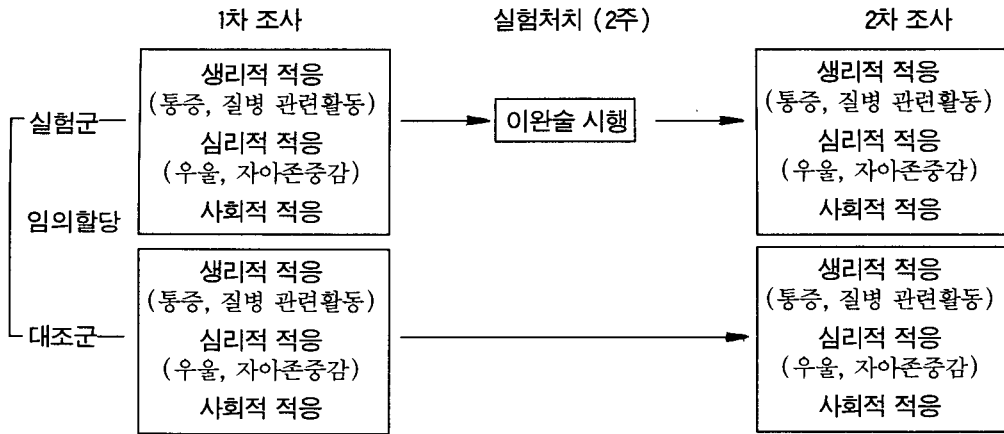 1차 조사
실험처치 (2주)
2차 조사
실험군
임의할당
대조군
생리적 적응
(통증, 질병 관련활동)
심리적 적응
(우울, 자아존중감)
사회적 적응
이완술 시행
생리적 적응
(통증, 질병 관련활동)
심리적 적응
(우울, 자아존중감)
사회적 적응
생리적 적응
(통증, 질병 관련활동)
심리적 적응
(우울, 자아존중감)
사회적 적응
생리적 적응
(통증, 질병 관련활동)
심리적 적응
(우울, 자아존중감)
사회적 적응